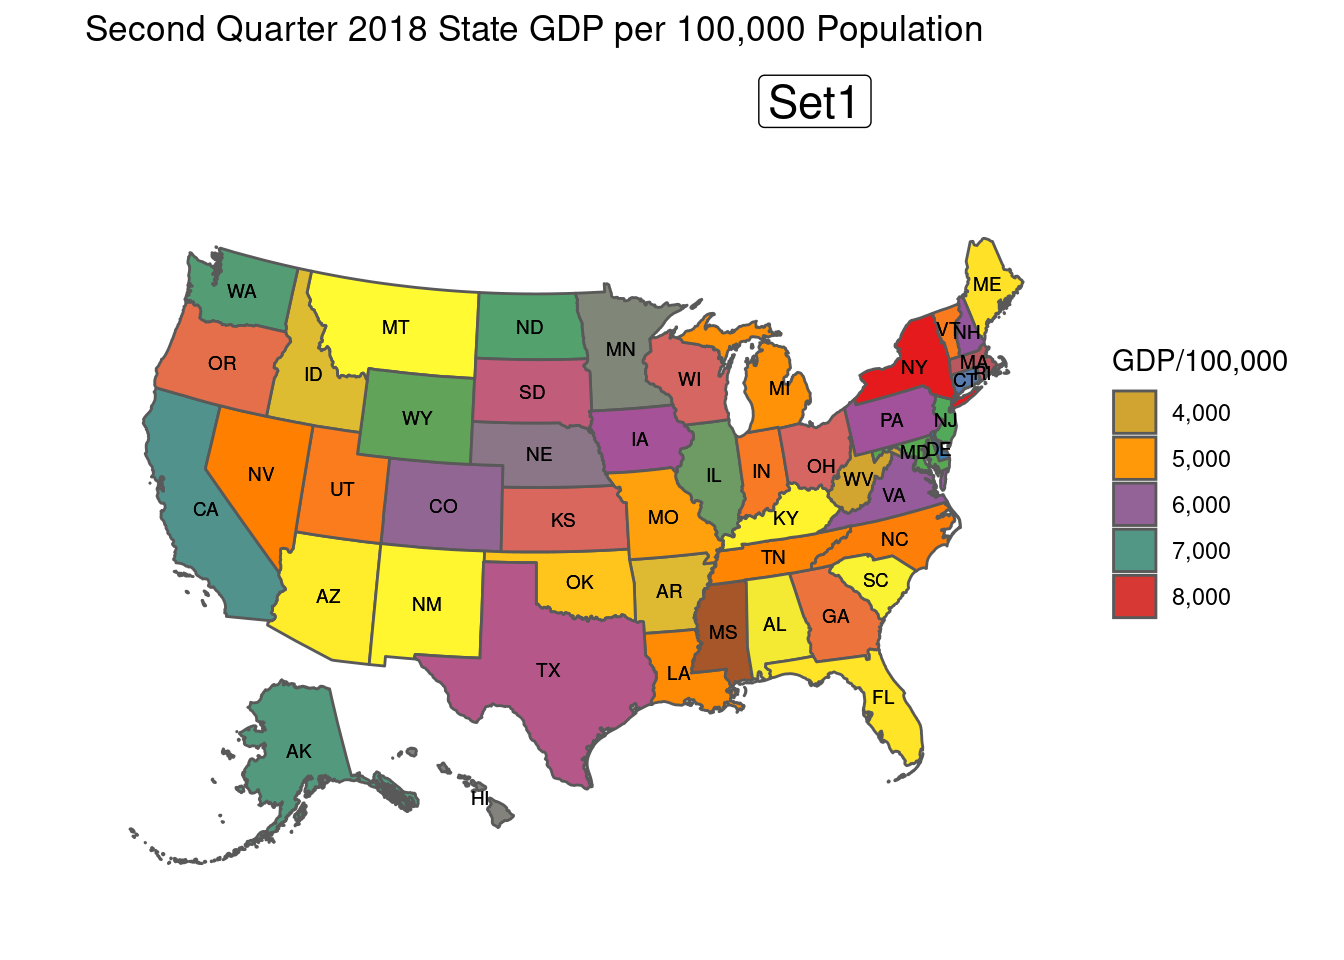 Second Quarter 2018 State GDP per 100,000 Population
Set1
WA
MT
ND
MN
ME
OR
ID
SD
WI
MI
NY
VT
NH
MA
RI
CT
WY
NE
IA
PA
NJ
NV
UT
CO
KS
MO
IL
IN
OH
WV
MD
DE
VA
CA
KY
AZ
NM
OK
AR
TN
NC
SC
TX
LA
MS
AL
GA
FL
AK
HI
GDP/100,000
4,000
5,000
6,000
7,000
8,000